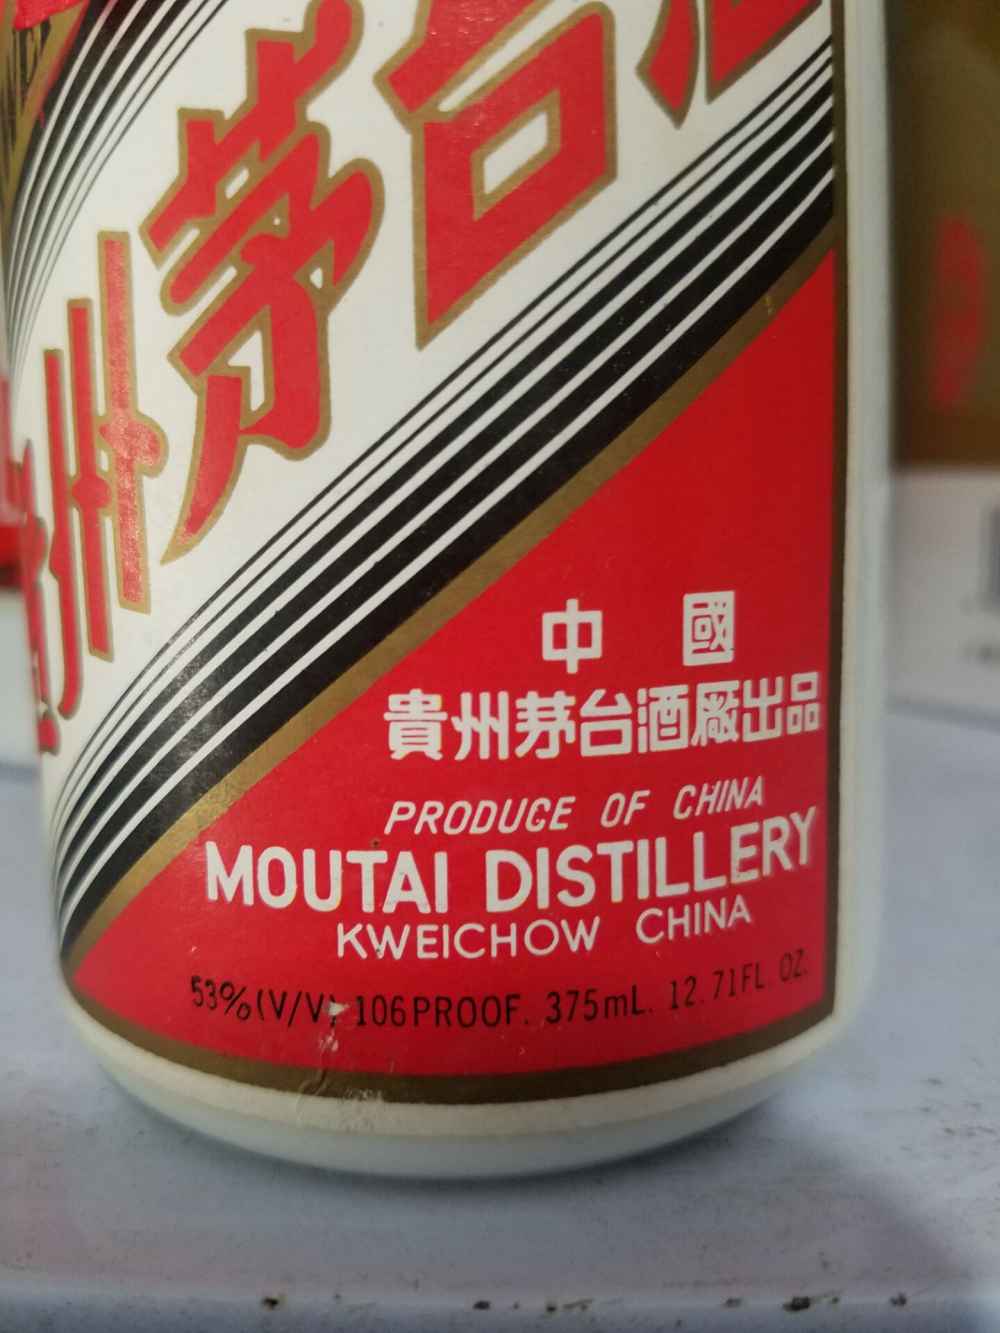 州茅台酒
中國
貴州茅台酒廠出品
PRODUCE OF CHINA
MOUTAI DISTILLERY
KWEICHOW CHINA
53%(V/V) 106PROOF. 375mL. 12.71FL.OZ.